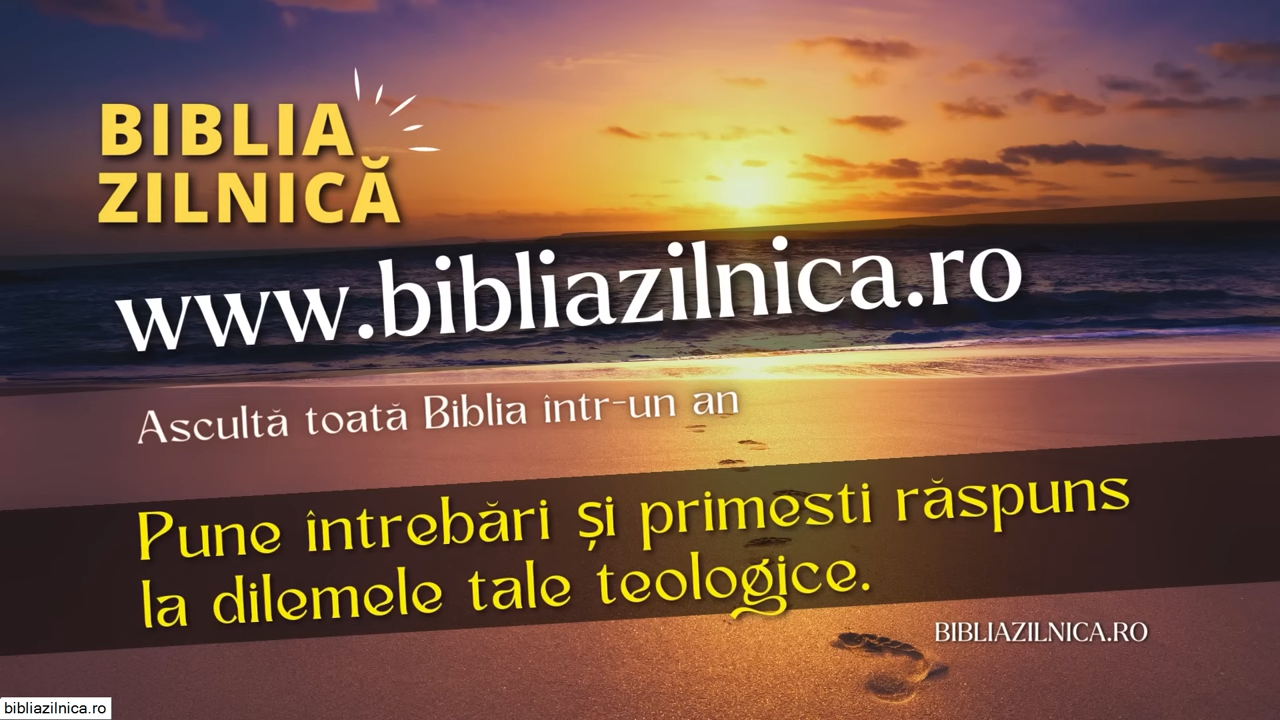 BIBLIA
ZILNICĂ
www.bibliazilnica.ro
Ascultă toată Biblia într-un an
Pune întrebări și primesti răspuns
la dilemele tale teologice.
BIBLIAZILNICA.RO
bibliazilnica.ro